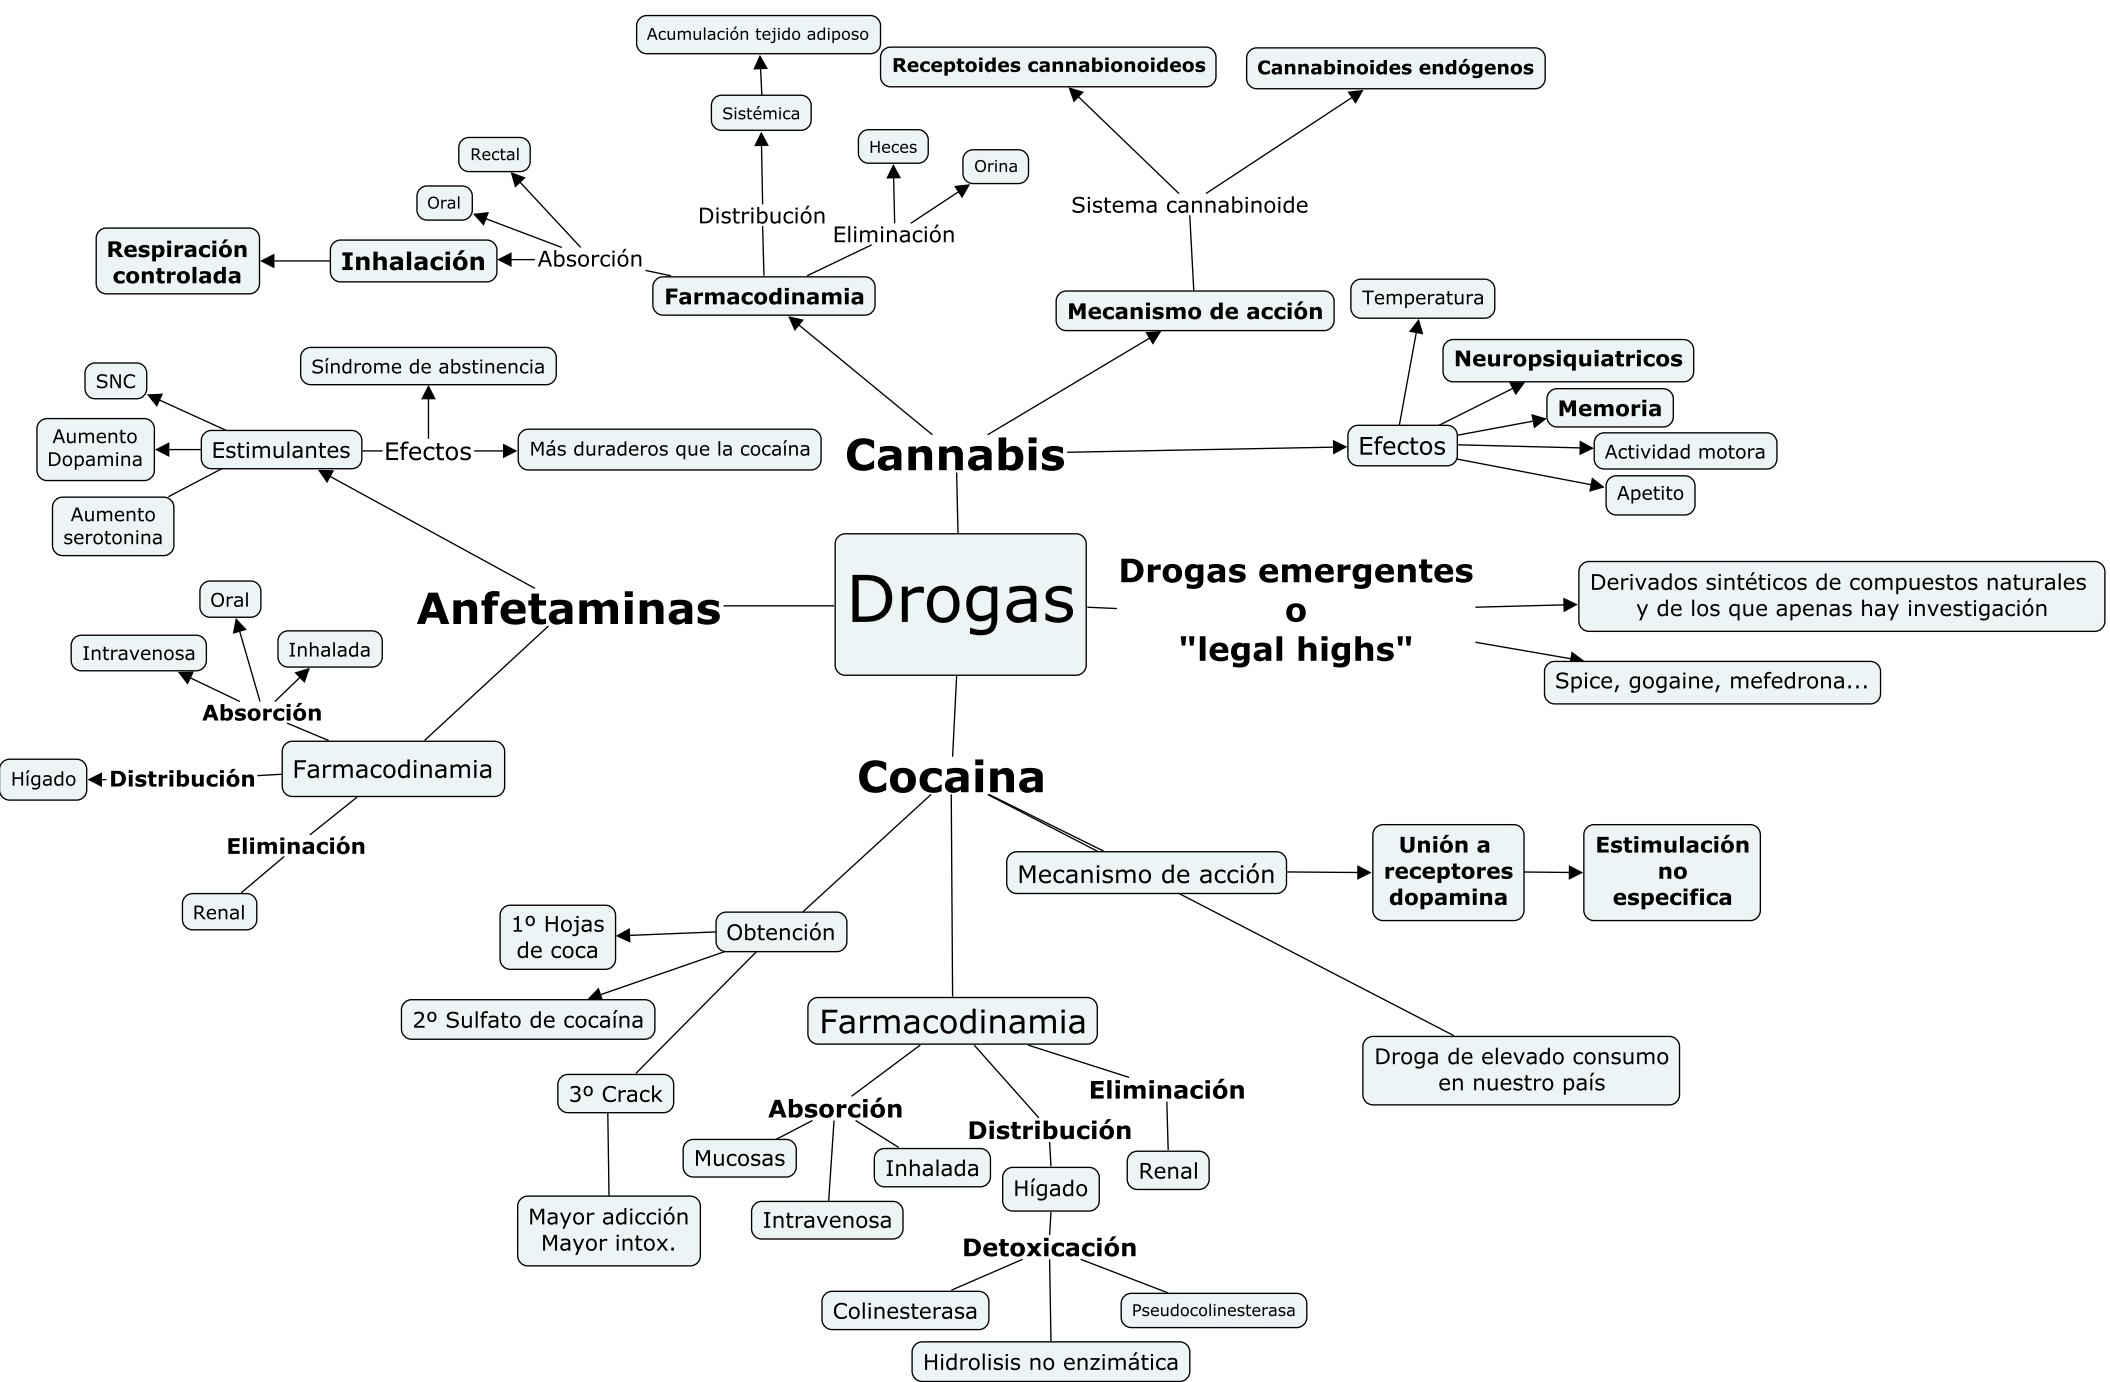 Acumulación tejido adiposo
Receptoides cannabionoideos
Cannabinoides endógenos
Sistémica
Rectal
Heces
Orina
Oral
Distribución
Sistema cannabinoide
Eliminación
Respiración
controlada
Inhalación
Absorción
Farmacodinamia
Mecanismo de acción
Temperatura
Neuropsiquiatricos
Memoria
Efectos
Actividad motora
Apetito
Cannabis
SNC
Síndrome de abstinencia
Aumento
Dopamina
Estimulantes
Efectos
Más duraderos que la cocaína
Aumento
serotonina
Anfetaminas
Drogas
Drogas emergentes
o
"legal highs"
Derivados sintéticos de compuestos naturales
y de los que apenas hay investigación
Spice, gogaine, mefedrona...
Oral
Intravenosa
Inhalada
Absorción
Hígado
Distribución
Farmacodinamia
Eliminación
Renal
Cocaina
Mecanismo de acción
Unión a
receptores
dopamina
Estimulación
no
especifica
1º Hojas
de coca
Obtención
2º Sulfato de cocaína
3º Crack
Mayor adicción
Mayor intox.
Farmacodinamia
Droga de elevado consumo
en nuestro país
Absorción
Eliminación
Distribución
Mucosas
Inhalada
Intravenosa
Hígado
Renal
Detoxicación
Colinesterasa
Pseudocolinesterasa
Hidrolisis no enzimática